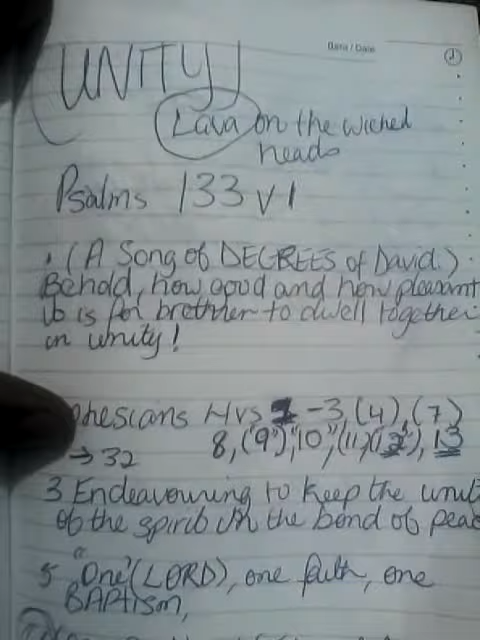 Data / Date
UNITY
Lava on the wicked
heads
Psalms 133 v 1
(A Song of DEGREES of David.)
Behold, how good and how pleasant
it is for brethren to dwell together
in unity!
phesians 4 vs -3, (4), (7)
8, (9), 10, (11), (12), 13
→ 32
3 Endeavouring to keep the unit
of the spirit in the bond of peac
5 One (LORD), one faith, one
BAPTism,